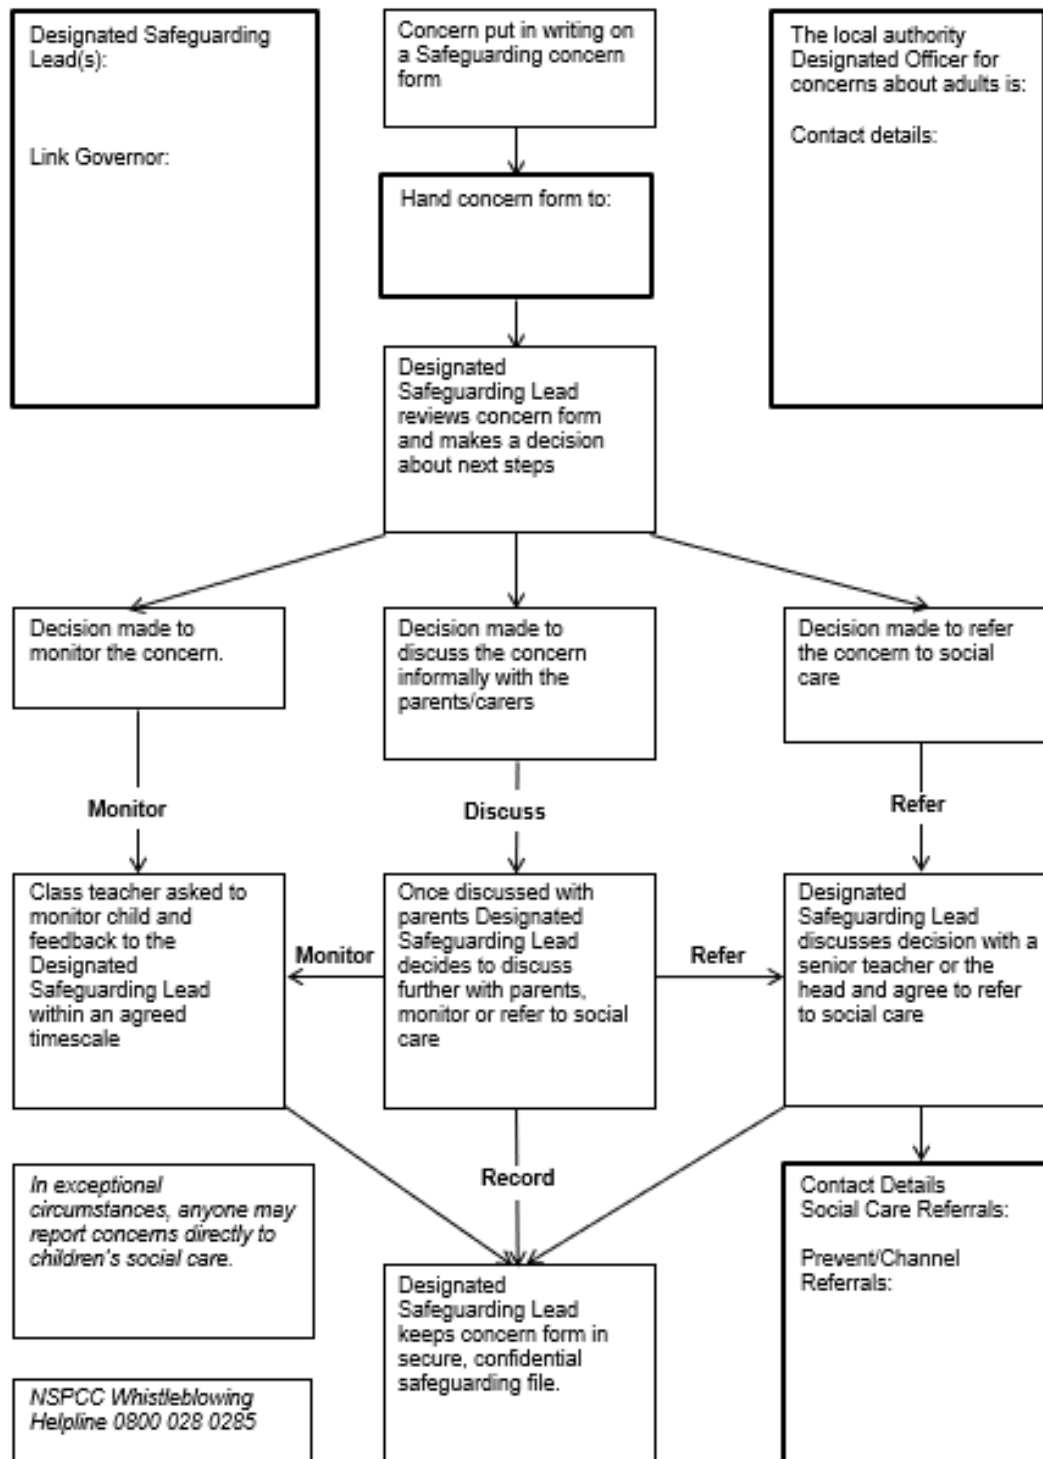 Designated Safeguarding
Lead(s):
Link Governor:
Concern put in writing on
a Safeguarding concern
form
The local authority
Designated Officer for
concerns about adults is:
Contact details:
Hand concern form to:
Designated
Safeguarding Lead
reviews concern form
and makes a decision
about next steps
Decision made to
monitor the concern.
Decision made to
discuss the concern
informally with the
parents/carers
Decision made to refer
the concern to social
care
Monitor
Discuss
Refer
Class teacher asked to
monitor child and
feedback to the
Designated
Safeguarding Lead
within an agreed
timescale
Monitor
Once discussed with
parents Designated
Safeguarding Lead
decides to discuss
further with parents,
monitor or refer to social
care
Refer
Designated
Safeguarding Lead
discusses decision with a
senior teacher or the
head and agree to refer
to social care
In exceptional
circumstances, anyone may
report concerns directly to
children's social care.
Record
Contact Details
Social Care Referrals:
Prevent/Channel
Referrals:
Designated
Safeguarding Lead
keeps concern form in
secure, confidential
safeguarding file.
NSPCC Whistleblowing
Helpline 0800 028 0285